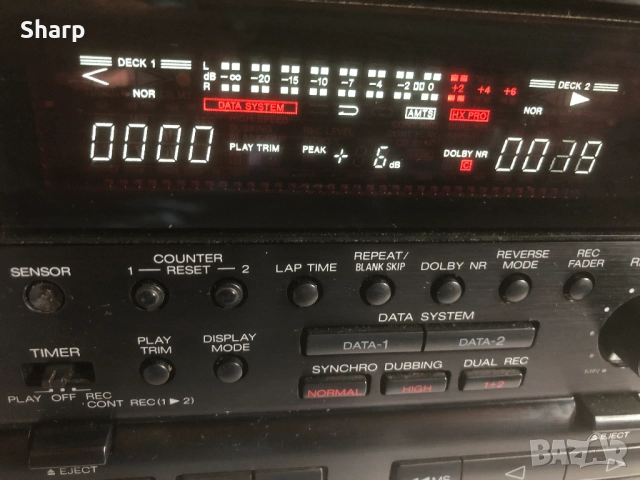 Sharp
DECK 1
L
dB -∞ -20 -15 -10 -7 -4 -2 0 +2 +4 +6
R
DECK 2
NOR
DATA SYSTEM
AMTS
HX PRO
NOR
0000
PLAY TRIM
PEAK
+ 6 dB
DOLBY NR
C
SENSOR
COUNTER
1 — RESET — 2
LAP TIME
REPEAT/
BLANK SKIP
DOLBY NR
REVERSE
MODE
REC
FADER
DATA SYSTEM
DATA-1
DATA-2
TIMER
PLAY
TRIM
DISPLAY
MODE
SYNCHRO DUBBING
DUAL REC
NORMAL
HIGH
1+2
PLAY OFF REC
CONT REC (1 ▶ 2)
MIN
EJECT
EJECT
MS
BAZAR